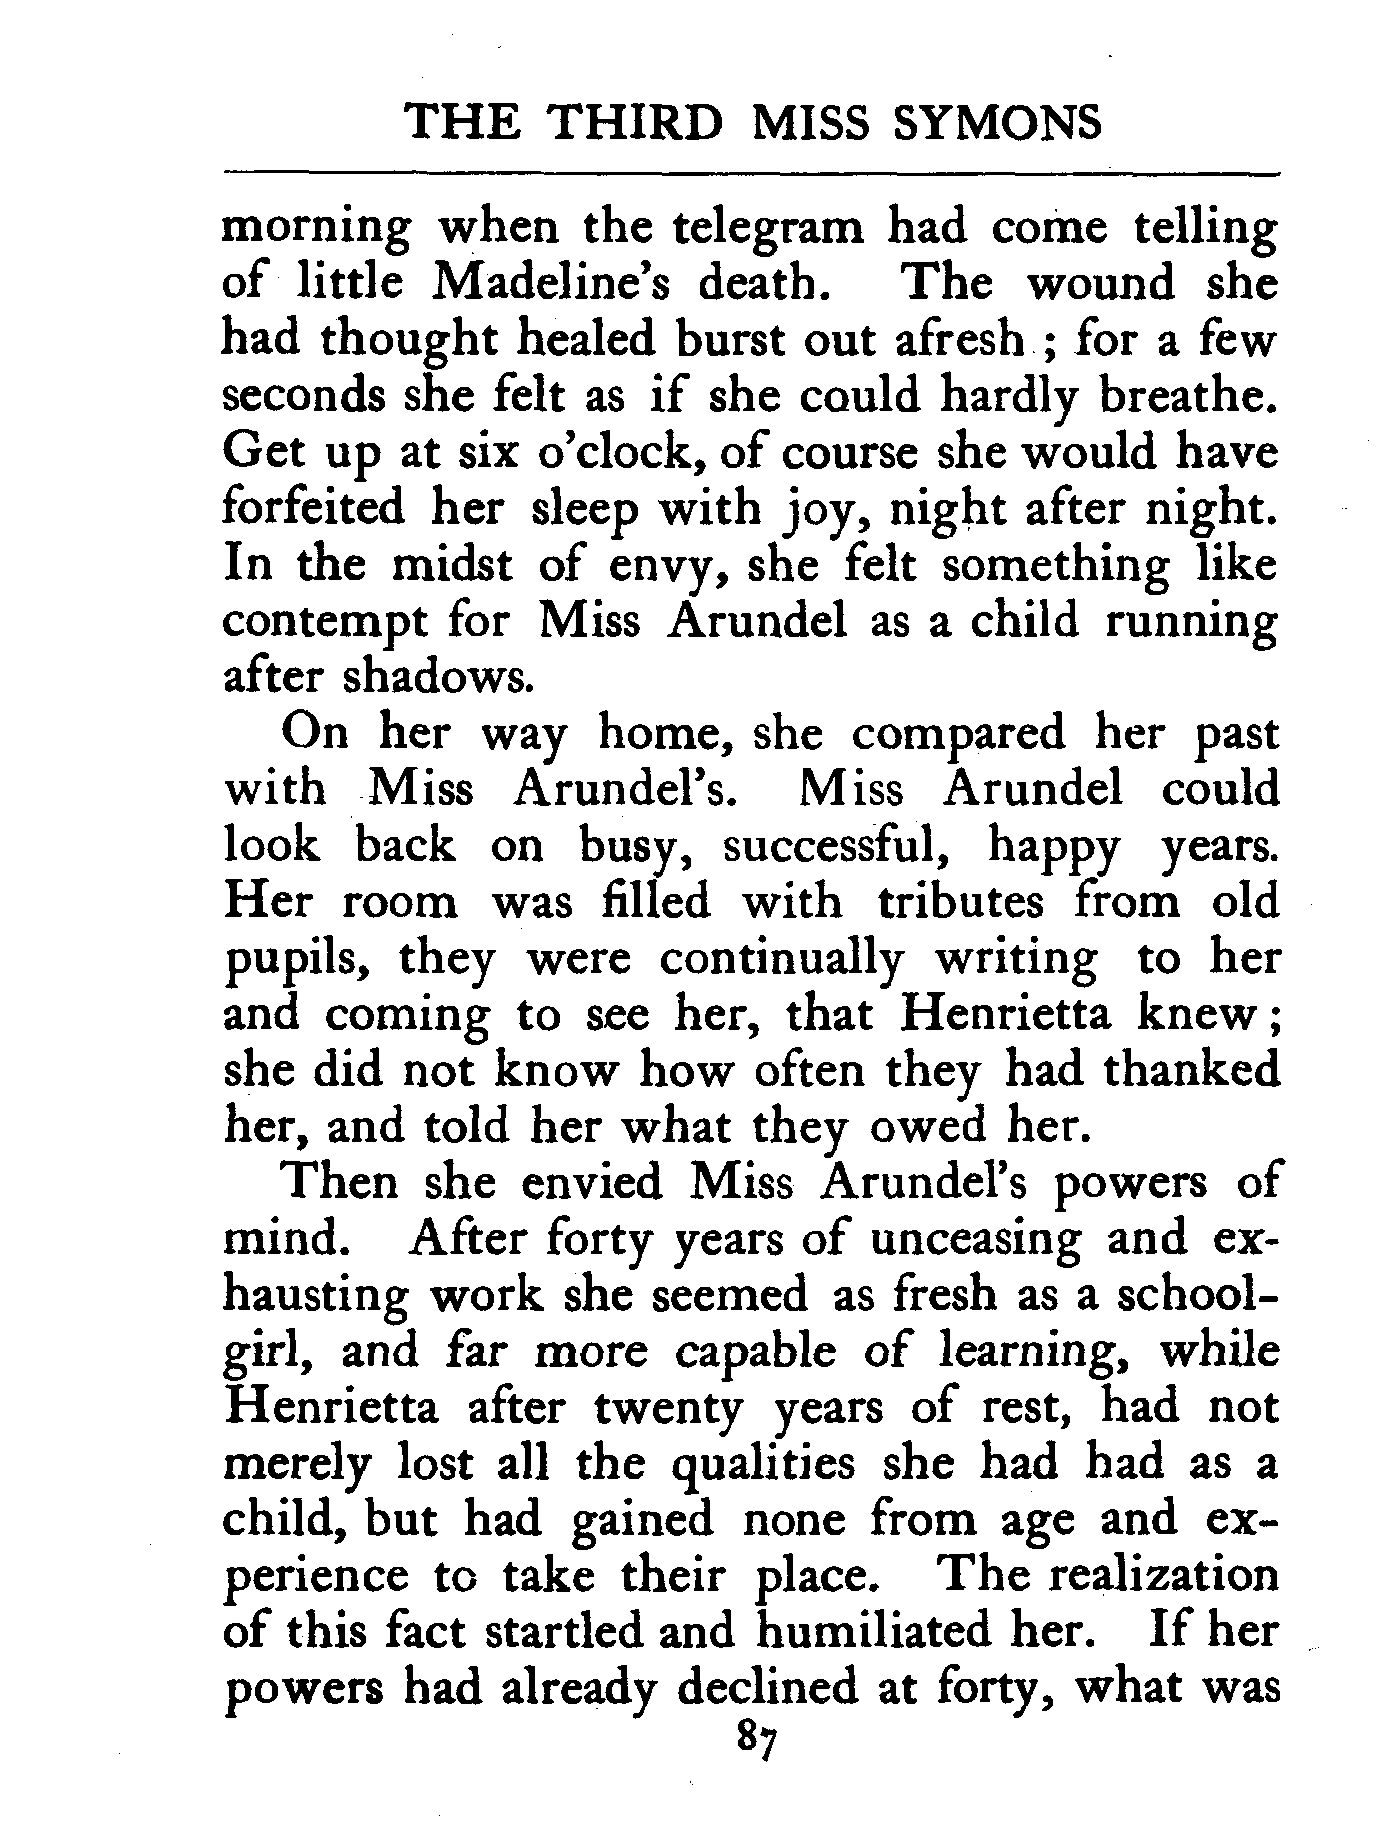 THE THIRD MISS SYMONS
morning when the telegram had come telling
of little Madeline's death. The wound she
had thought healed burst out afresh ; for a few
seconds she felt as if she could hardly breathe.
Get up at six o'clock, of course she would have
forfeited her sleep with joy, night after night.
In the midst of envy, she felt something like
contempt for Miss Arundel as a child running
after shadows.
On her way home, she compared her past
with Miss Arundel's. Miss Arundel could
look back on busy, successful, happy years.
Her room was filled with tributes from old
pupils, they were continually writing to her
and coming to see her, that Henrietta knew ;
she did not know how often they had thanked
her, and told her what they owed her.
Then she envied Miss Arundel's powers of
mind. After forty years of unceasing and ex-
hausting work she seemed as fresh as a school-
girl, and far more capable of learning, while
Henrietta after twenty years of rest, had not
merely lost all the qualities she had had as a
child, but had gained none from age and ex-
perience to take their place. The realization
of this fact startled and humiliated her. If her
powers had already declined at forty, what was
87